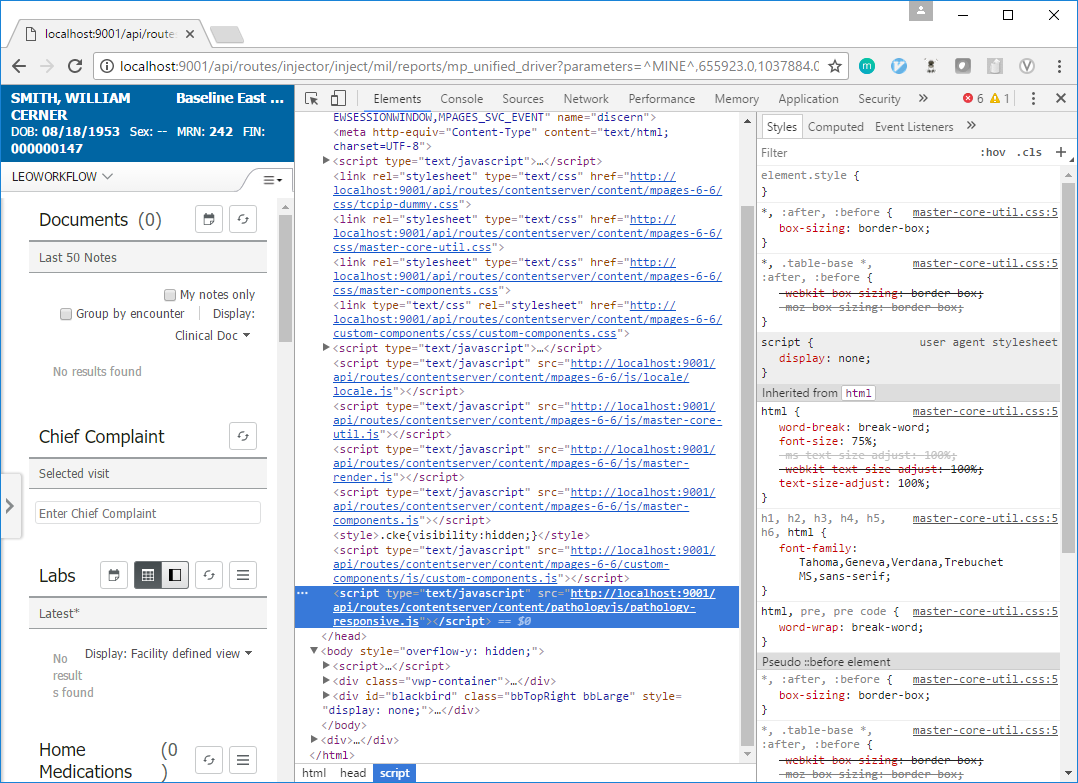 localhost:9001/api/route
localhost:9001/api/routes/injector/inject/mil/reports/mp_unified_driver?parameters=^MINE^,655923.0,1037884.0
SMITH, WILLIAM
CERNER
Baseline East ...
DOB: 08/18/1953 Sex: -- MRN: 242 FIN:
000000147
LEOWORKFLOW
Documents (0)
Last 50 Notes
My notes only
Group by encounter
Display:
Clinical Doc
No results found
Chief Complaint
Selected visit
Enter Chief Complaint
Labs
Latest*
No
result
s found
Display: Facility defined view
Home
Medications
(0
)
Elements
Console
Sources
Network
Performance
Memory
Application
Security
»
6
1
EWSESSIONWINDOW,MPAGES_SVC_EVENT" name="discern">
<meta http-equiv="Content-Type" content="text/html;
charset=UTF-8">
<script type="text/javascript">…</script>
<link rel="stylesheet" type="text/css" href="http://
localhost:9001/api/routes/contentserver/content/mpages-6-6/
css/tcpip-dummy.css">
<link rel="stylesheet" type="text/css" href="http://
localhost:9001/api/routes/contentserver/content/mpages-6-6/
css/master-core-util.css">
<link rel="stylesheet" type="text/css" href="http://
localhost:9001/api/routes/contentserver/content/mpages-6-6/
css/master-components.css">
<link type="text/css" rel="stylesheet" href="http://
localhost:9001/api/routes/contentserver/content/mpages-6-6/
custom-components/css/custom-components.css">
<script type="text/javascript">…</script>
<script type="text/javascript" src="http://localhost:9001/
api/routes/contentserver/content/mpages-6-6/js/locale/
locale.js"></script>
<script type="text/javascript" src="http://localhost:9001/
api/routes/contentserver/content/mpages-6-6/js/master-core-
util.js"></script>
<script type="text/javascript" src="http://localhost:9001/
api/routes/contentserver/content/mpages-6-6/js/master-
render.js"></script>
<script type="text/javascript" src="http://localhost:9001/
api/routes/contentserver/content/mpages-6-6/js/master-
components.js"></script>
<style>.cke{visibility:hidden;}</style>
<script type="text/javascript" src="http://localhost:9001/
api/routes/contentserver/content/mpages-6-6/custom-
components/js/custom-components.js"></script>
… <script type="text/javascript" src="http://localhost:9001/
api/routes/contentserver/content/pathologyjs/pathology-
responsive.js"></script> == $0
</head>
<body style="overflow-y: hidden;">
<script>…</script>
<div class="vwp-container">…</div>
<div id="blackbird" class="bbTopRight bbLarge" style=
"display: none;">…</div>
</body>
<div>…</div>
</html>
html head script
Styles
Computed
Event Listeners
»
Filter
:hov .cls +
element.style {
}
*, :after, :before { master-core-util.css:5
box-sizing: border-box;
}
*, .table-base *, master-core-util.css:5
:after, :before {
-webkit-box-sizing: border-box;
-moz-box-sizing: border-box;
}
script { user agent stylesheet
display: none;
}
Inherited from html
html { master-core-util.css:5
word-break: break-word;
font-size: 75%;
-ms-text-size-adjust: 100%;
-webkit-text-size-adjust: 100%;
text-size-adjust: 100%;
}
h1, h2, h3, h4, h5, master-core-util.css:5
h6, html {
font-family:
Tahoma,Geneva,Verdana,Trebuchet
MS,sans-serif;
}
html, pre, pre code { master-core-util.css:5
word-wrap: break-word;
}
Pseudo ::before element
*, :after, :before { master-core-util.css:5
box-sizing: border-box;
}
*, .table-base *, master-core-util.css:5
:after, :before {
-webkit-box-sizing: border-box;
-moz-box-sizing: border-box;